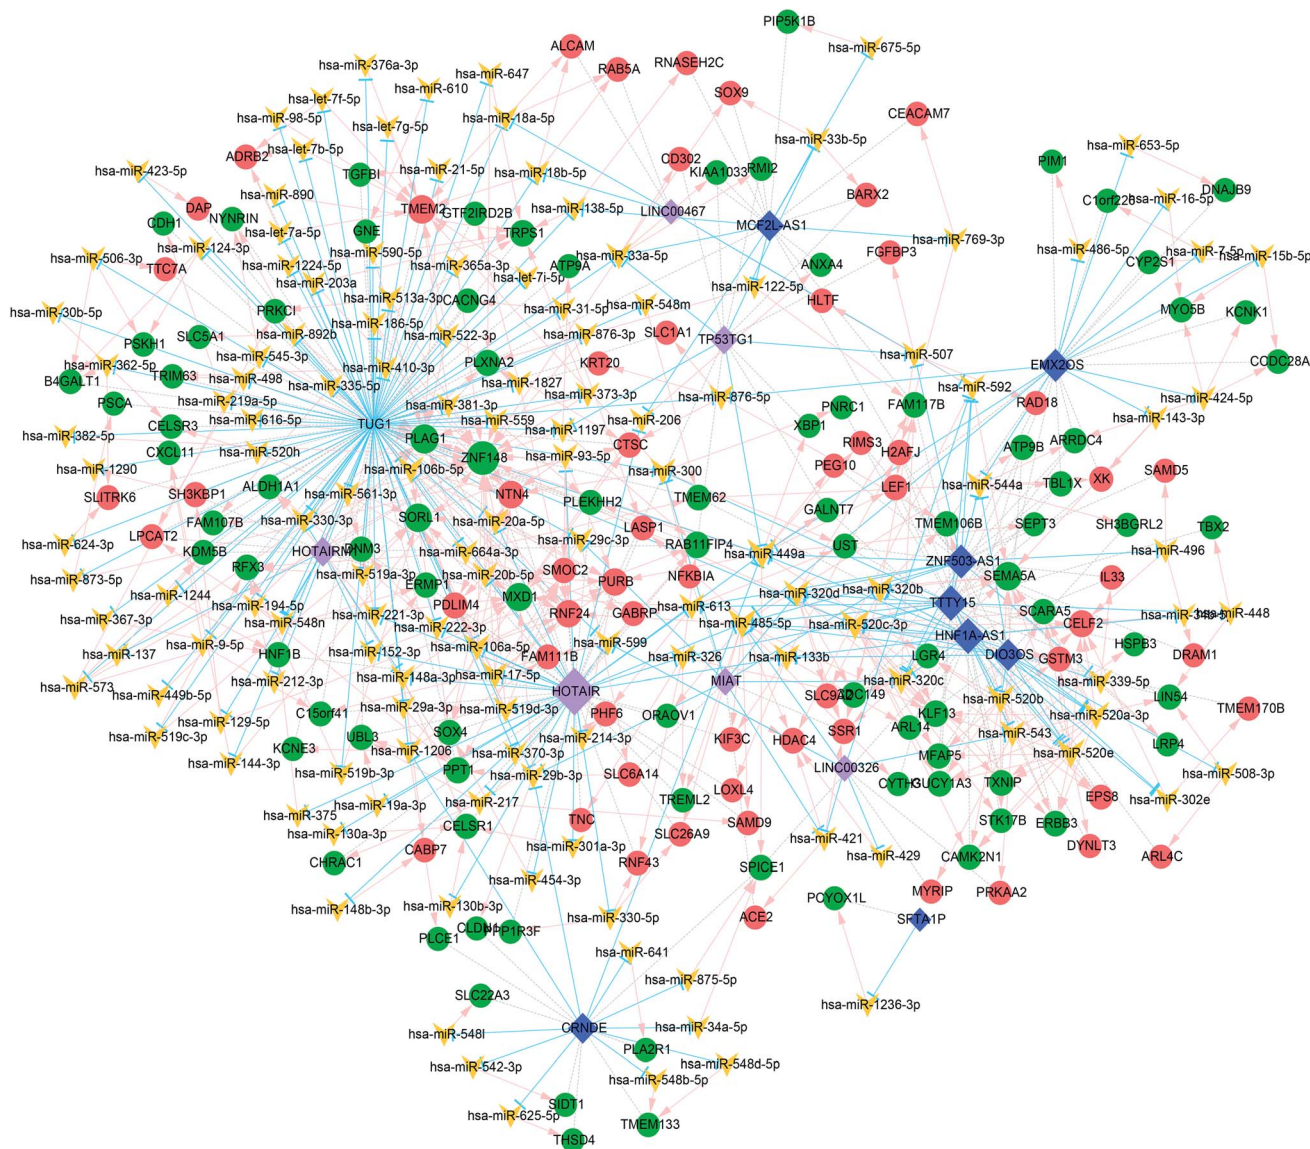 PIP5K1B
hsa-miR-675-5p
ALCAM
RAB5A
RNASEH2C
hsa-miR-376a-3p
hsa-miR-647
hsa-miR-610
SOX9
hsa-let-7f-5p
CEACAM7
hsa-miR-98-5p
hsa-let-7g-5p
hsa-miR-18a-5p
hsa-miR-33b-5p
hsa-miR-653-5p
hsa-let-7b-5p
ADRB2
CD302
KIAA1033
RMI2
PIM1
hsa-miR-423-5p
TGFBI
hsa-miR-21-5p
hsa-miR-18b-5p
BARX2
DNAJB9
hsa-miR-890
C1orf226
hsa-miR-16-5p
DAP
NYNRIN
TMEM2
GTF2IRD2B
hsa-miR-138-5p
LINC00467
MCF2L-AS1
CDH1
GNE
hsa-let-7a-5p
TRPS1
hsa-miR-769-3p
hsa-miR-124-3p
hsa-miR-590-5p
hsa-miR-33a-5p
FGFBP3
hsa-miR-486-5p
hsa-miR-7-5p
hsa-miR-15b-5p
hsa-miR-506-3p
TTC7A
hsa-miR-1224-5p
hsa-miR-365a-3p
hsa-let-7i-5p
ATP9A
ANXA4
CYP2S1
hsa-miR-203a
hsa-miR-122-5p
HLTF
hsa-miR-513a-3p
CACNG4
hsa-miR-31-5p
hsa-miR-548m
MYO5B
KCNK1
hsa-miR-30b-5p
PRKCI
hsa-miR-186-5p
SLC1A1
PSKH1
SLC5A1
hsa-miR-892b
hsa-miR-522-3p
hsa-miR-876-3p
TP53TG1
hsa-miR-545-3p
hsa-miR-507
hsa-miR-362-5p
PLXNA2
KRT20
EMX2OS
CCDC28A
B4GALT1
TRIM63
hsa-miR-498
hsa-miR-410-3p
hsa-miR-335-5p
hsa-miR-1827
hsa-miR-373-3p
hsa-miR-876-5p
hsa-miR-592
hsa-miR-424-5p
PSCA
hsa-miR-219a-5p
hsa-miR-381-3p
PNRC1
FAM117B
RAD18
hsa-miR-616-5p
TUG1
hsa-miR-559
hsa-miR-1197
hsa-miR-206
XBP1
hsa-miR-143-3p
CELSR3
hsa-miR-382-5p
CXCL11
PLAG1
CTSC
RIMS3
H2AFJ
ATP9B
ARRDC4
hsa-miR-520h
ZNF148
hsa-miR-93-5p
PEG10
hsa-miR-1290
hsa-miR-106b-5p
hsa-miR-300
SAMD5
SLITRK6
SH3KBP1
ALDH1A1
hsa-miR-561-3p
NTN4
PLEKHH2
TMEM62
LEF1
hsa-miR-544a
TBL1X
XK
LPCAT2
FAM107B
hsa-miR-330-3p
SORL1
hsa-miR-20a-5p
LASP1
GALNT7
TMEM106B
SEPT3
SH3BGRL2
TBX2
hsa-miR-624-3p
KDM5B
DNM3
hsa-miR-29c-3p
RAB11FIP4
UST
hsa-miR-449a
hsa-miR-664a-3p
ZNF503-AS1
hsa-miR-496
RFX3
hsa-miR-519a-3p
hsa-miR-20b-5p
SMOC2
PURB
NFKBIA
SEMA5A
IL33
hsa-miR-873-5p
ERMP1
hsa-miR-1244
PDLIM4
MXD1
hsa-miR-320d
hsa-miR-320b
TTTY15
hsa-miR-367-3p
hsa-miR-194-5p
hsa-miR-221-3p
RNF24
GABRP
hsa-miR-613
SCARA5
hsa-miR-448
hsa-miR-548n
hsa-miR-222-3p
hsa-miR-485-5p
hsa-miR-520c-3p
CELF2
hsa-miR-9-5p
hsa-miR-106a-5p
hsa-miR-599
HNF1A-AS1
hsa-miR-137
HNF1B
hsa-miR-152-3p
FAM111B
hsa-miR-326
hsa-miR-133b
LGR4
DIO3OS
GSTM3
HSPB3
DRAM1
hsa-miR-573
hsa-miR-212-3p
hsa-miR-148a-3p
hsa-miR-17-5p
MIAT
hsa-miR-320c
hsa-miR-339-5p
hsa-miR-449b-5p
HOTAIR
LIN54
hsa-miR-29a-3p
hsa-miR-519d-3p
SLC9A2
hsa-miR-520b
TMEM170B
hsa-miR-129-5p
C15orf41
PHF6
ORAOV1
KLF13
hsa-miR-520a-3p
hsa-miR-519c-3p
UBL3
SOX4
hsa-miR-214-3p
KIF3C
HDAC4
SSR1
ARL14
hsa-miR-543
LRP4
hsa-miR-144-3p
KCNE3
hsa-miR-1206
hsa-miR-370-3p
MFAP5
hsa-miR-520e
hsa-miR-519b-3p
PPT1
hsa-miR-29b-3p
SLC6A14
LINC00326
hsa-miR-508-3p
LOXL4
GUCY1A3
TXNIP
hsa-miR-19a-3p
hsa-miR-217
TREML2
EPS8
hsa-miR-302e
hsa-miR-375
hsa-miR-130a-3p
CELSR1
TNC
SAMD9
STK17B
ERBB3
SLC26A9
hsa-miR-421
CHRAC1
CABP7
hsa-miR-301a-3p
RNF43
SPICE1
hsa-miR-429
CAMK2N1
DYNLT3
ARL4C
hsa-miR-454-3p
MYRIP
PRKAA2
hsa-miR-148b-3p
hsa-miR-130b-3p
hsa-miR-330-5p
ACE2
PCYOX1L
SFTA1P
PLCE1
CLDN1
PPP1R3F
hsa-miR-641
hsa-miR-875-5p
SLC22A3
hsa-miR-1236-3p
hsa-miR-548l
CRNDE
hsa-miR-34a-5p
PLA2R1
hsa-miR-542-3p
hsa-miR-548d-5p
hsa-miR-548b-5p
SIDT1
hsa-miR-625-5p
TMEM133
THSD4